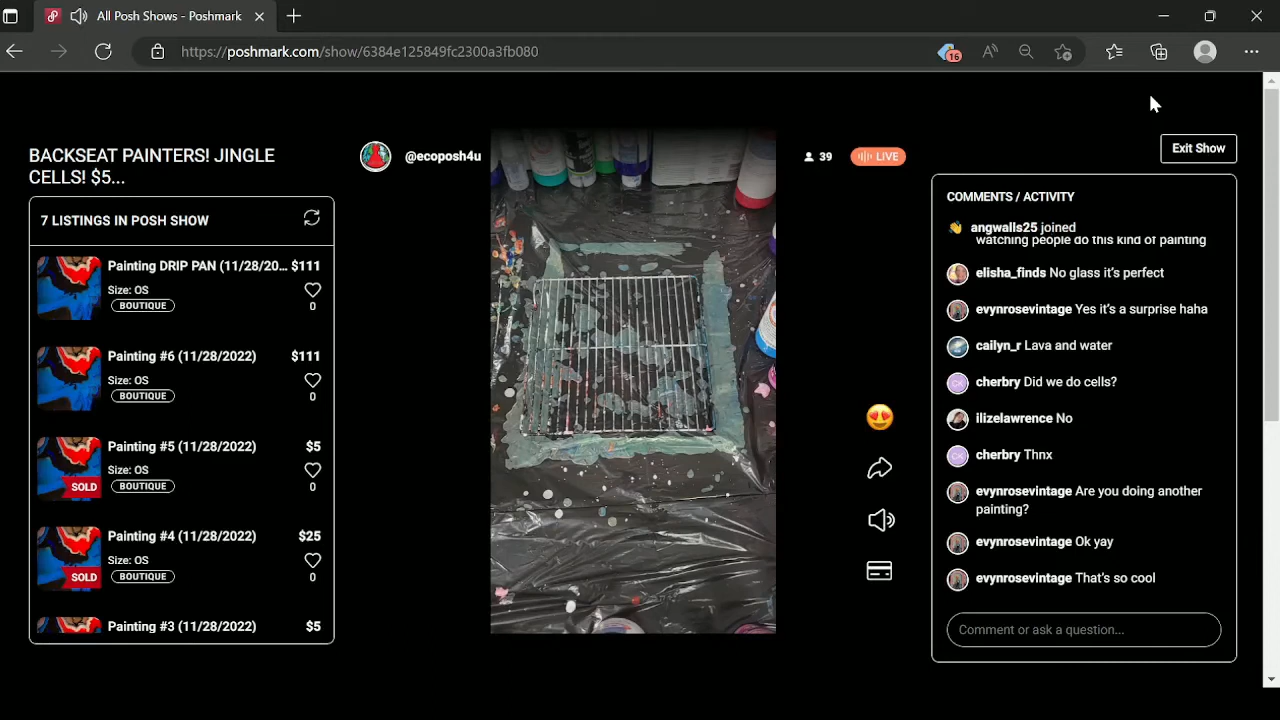 All Posh Shows - Poshmark
https://poshmark.com/show/6384e125849fc2300a3fb080
16
BACKSEAT PAINTERS! JINGLE
CELLS! $5...
@ecoposh4u
39
LIVE
Exit Show
7 LISTINGS IN POSH SHOW
Painting DRIP PAN (11/28/20... $111
Size: OS
BOUTIQUE
0
Painting #6 (11/28/2022) $111
Size: OS
BOUTIQUE
0
Painting #5 (11/28/2022) $5
Size: OS
SOLD
BOUTIQUE
0
Painting #4 (11/28/2022) $25
Size: OS
SOLD
BOUTIQUE
0
Painting #3 (11/28/2022) $5
COMMENTS / ACTIVITY
angwalls25 joined
watching people do this kind of painting
elisha_finds No glass it's perfect
evynrosevintage Yes it's a surprise haha
cailyn_r Lava and water
cherbry Did we do cells?
ilizelawrence No
cherbry Thnx
evynrosevintage Are you doing another
painting?
evynrosevintage Ok yay
evynrosevintage That's so cool
Comment or ask a question...